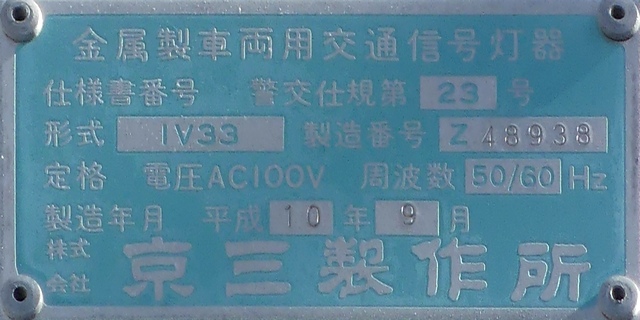 金属製車両用交通信号灯器
仕様書番号 警交仕規第 23 号
形式 1V33 製造番号 Z 48938
定格 電圧AC100V 周波数 50/60 Hz
製造年月 平成 10 年 9 月
株式会社 京三製作所